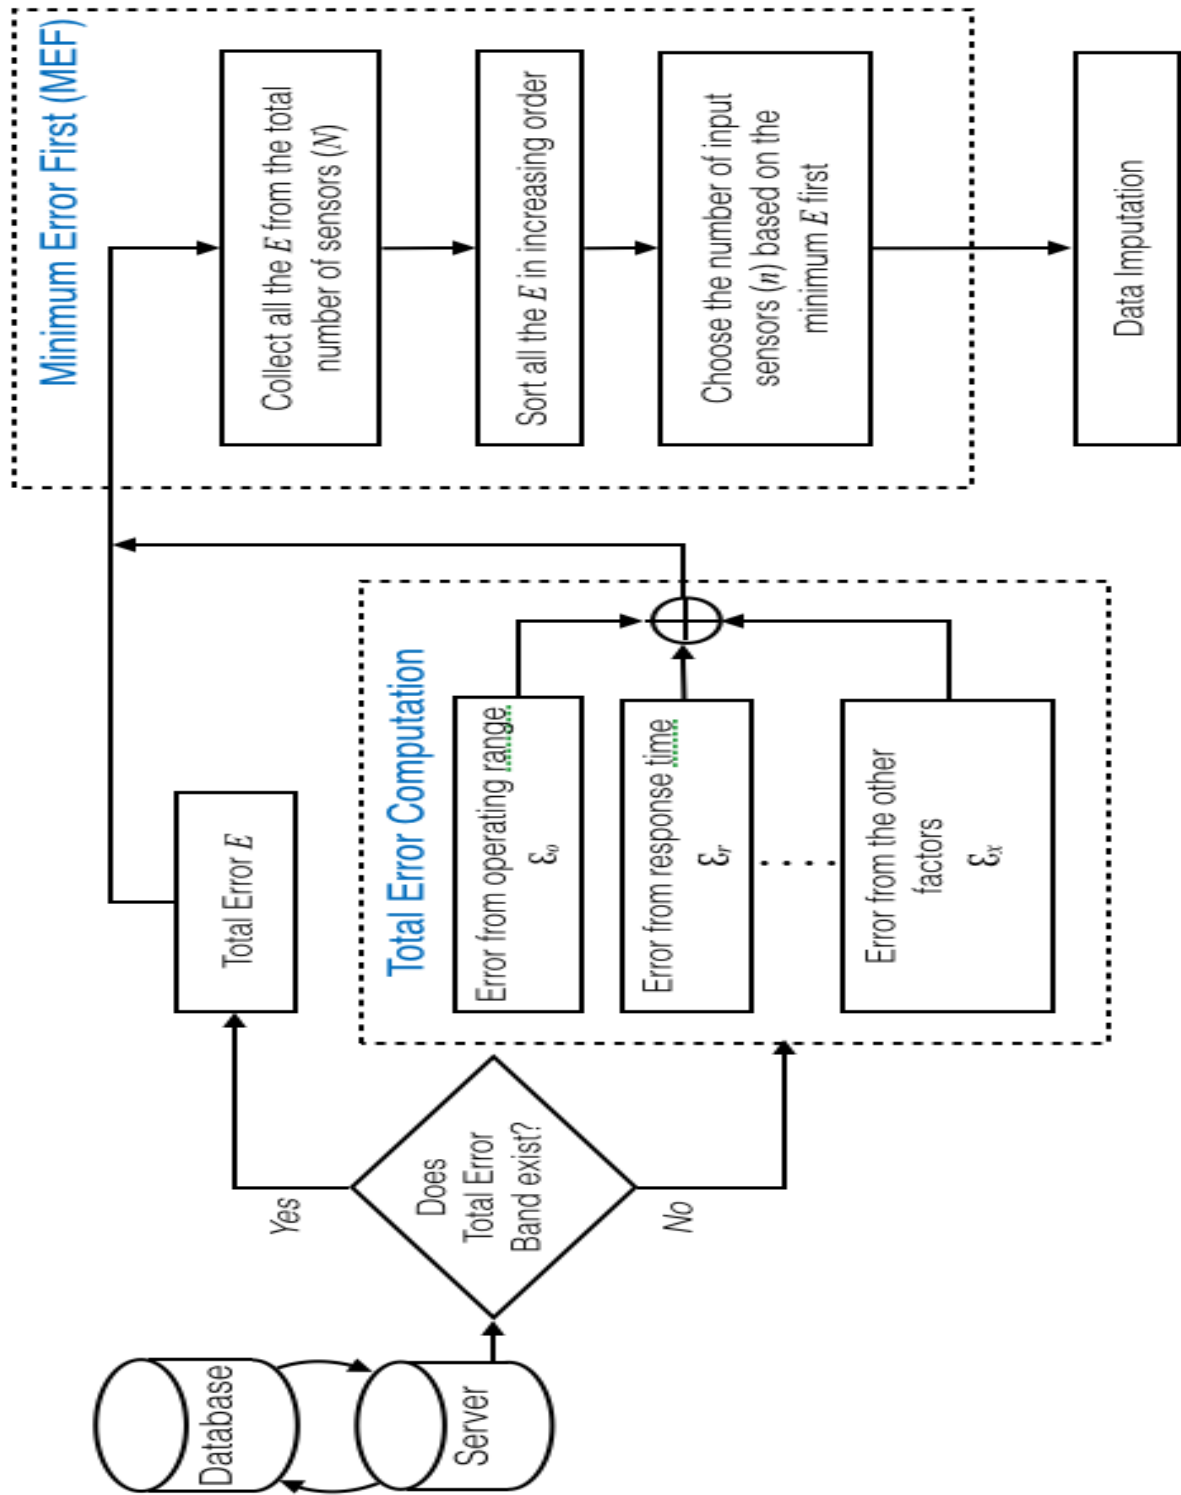 Database
Server
Does
Total Error
Band exist?
Yes
No
Total Error E
Total Error Computation
Error from operating range
Ɛo
Error from response time
Ɛr
. . . . .
Error from the other
factors
Ɛx
Minimum Error First (MEF)
Collect all the E from the total
number of sensors (N)
Sort all the E in increasing order
Choose the number of input
sensors (n) based on the
minimum E first
Data Imputation